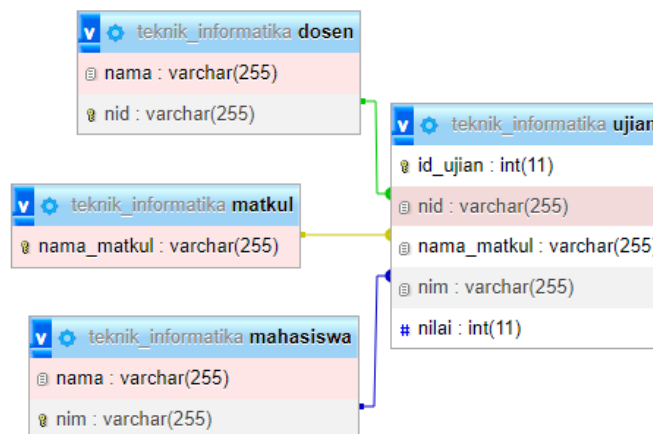 v teknik_informatika dosen
nama : varchar(255)
nid : varchar(255)
v teknik_informatika ujian
id_ujian : int(11)
nid : varchar(255)
nama_matkul : varchar(255)
nim : varchar(255)
# nilai : int(11)
v teknik_informatika matkul
nama_matkul : varchar(255)
v teknik_informatika mahasiswa
nama : varchar(255)
nim : varchar(255)